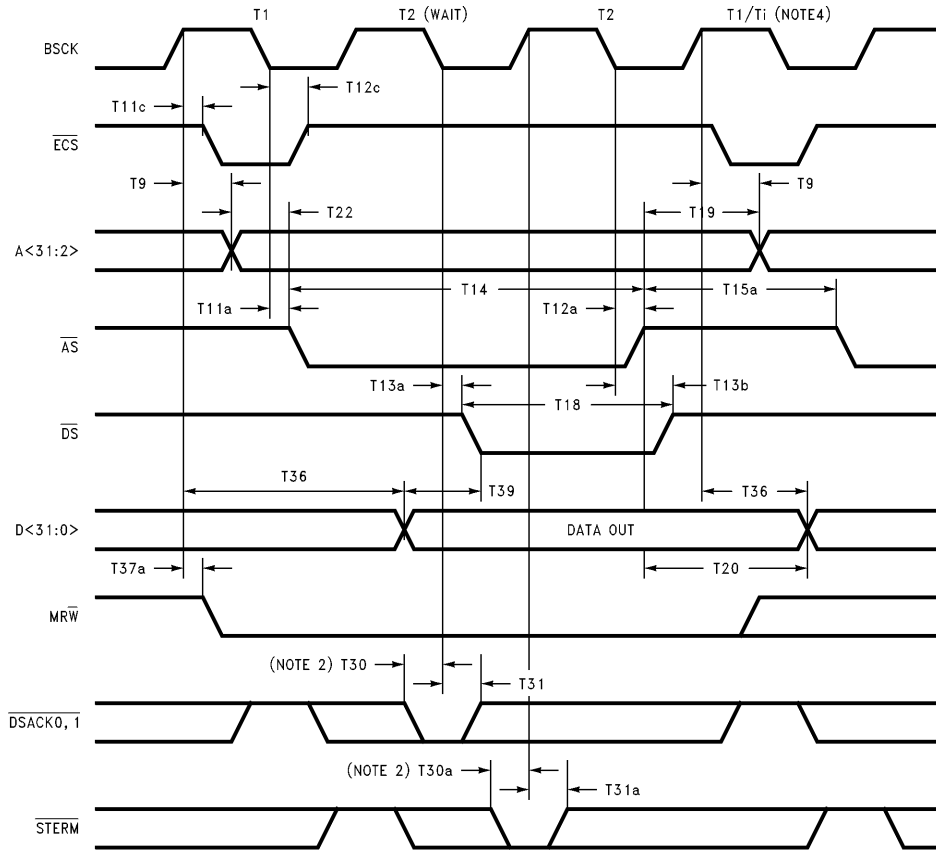 T1 T2 (WAIT) T2 T1/Ti (NOTE4)
BSCK
T11c T12c
ECS
T9 T9
T22 T19
A<31:2>
T14 T15a
T11a T12a
AS
T13a T13b
T18
DS
T36 T39 T36
D<31:0> DATA OUT
T37a T20
MRW
(NOTE 2) T30
T31
DSACK0, 1
(NOTE 2) T30a
T31a
STERM